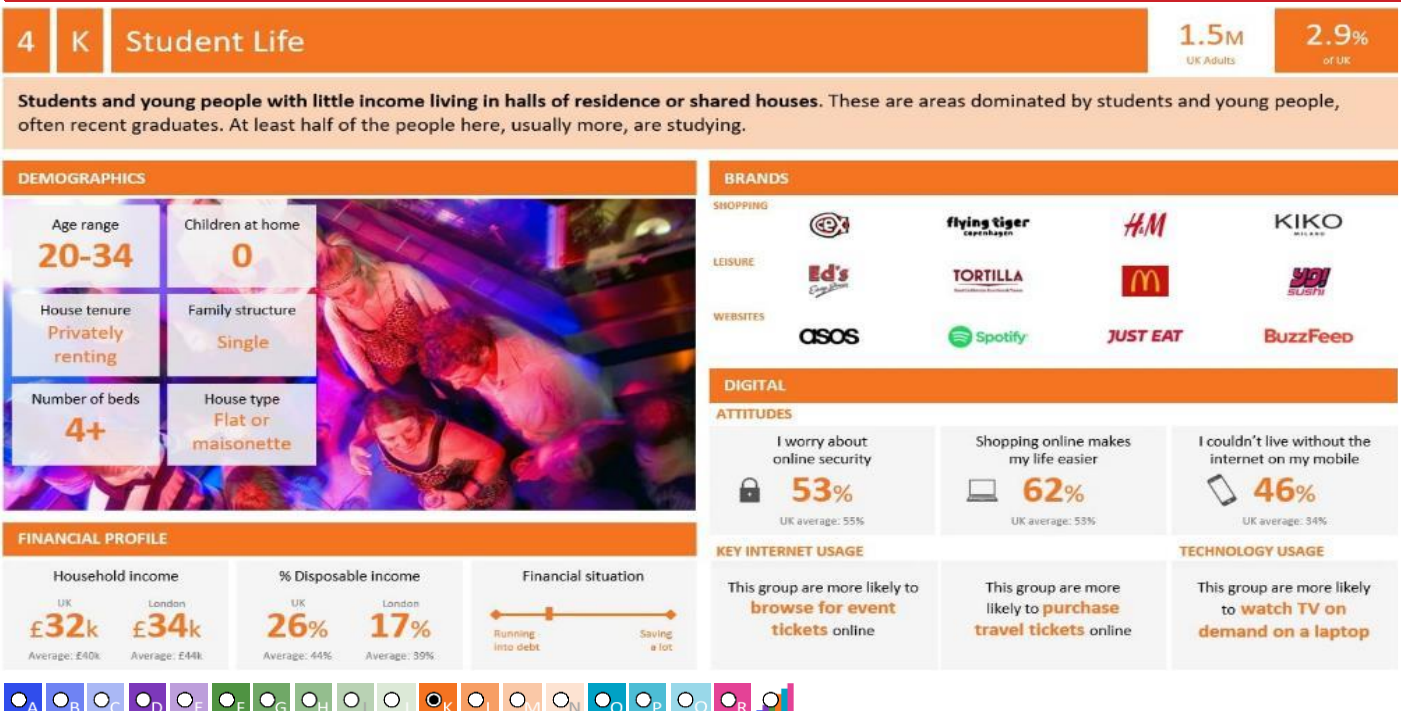 4 K Student Life
1.5M
UK Adults
2.9%
of UK
Students and young people with little income living in halls of residence or shared houses. These are areas dominated by students and young people,
often recent graduates. At least half of the people here, usually more, are studying.
DEMOGRAPHICS
Age range
20-34
Children at home
0
House tenure
Privately
renting
Family structure
Single
Number of beds
4+
House type
Flat or
maisonette
FINANCIAL PROFILE
Household income
UK
£32k
Average: £40k
London
£34k
Average: £44k
% Disposable income
UK
26%
Average: 44%
London
17%
Average: 39%
Financial situation
Running
into debt
Saving
a lot
BRANDS
SHOPPING
cex
flying tiger
copenhagen
H&M
KIKO
MILANO
LEISURE
Ed's
Easy Diner
TORTILLA
YO!
SUSHI
WEBSITES
asos
Spotify
JUST EAT
BuzzFeed
DIGITAL
ATTITUDES
I worry about
online security
53%
UK average: 55%
Shopping online makes
my life easier
62%
UK average: 53%
I couldn't live without the
internet on my mobile
46%
UK average: 34%
KEY INTERNET USAGE
This group are more likely to
browse for event
tickets online
This group are more
likely to purchase
travel tickets online
TECHNOLOGY USAGE
This group are more likely
to watch TV on
demand on a laptop
A B C D E F G H I J K L M N O P Q R